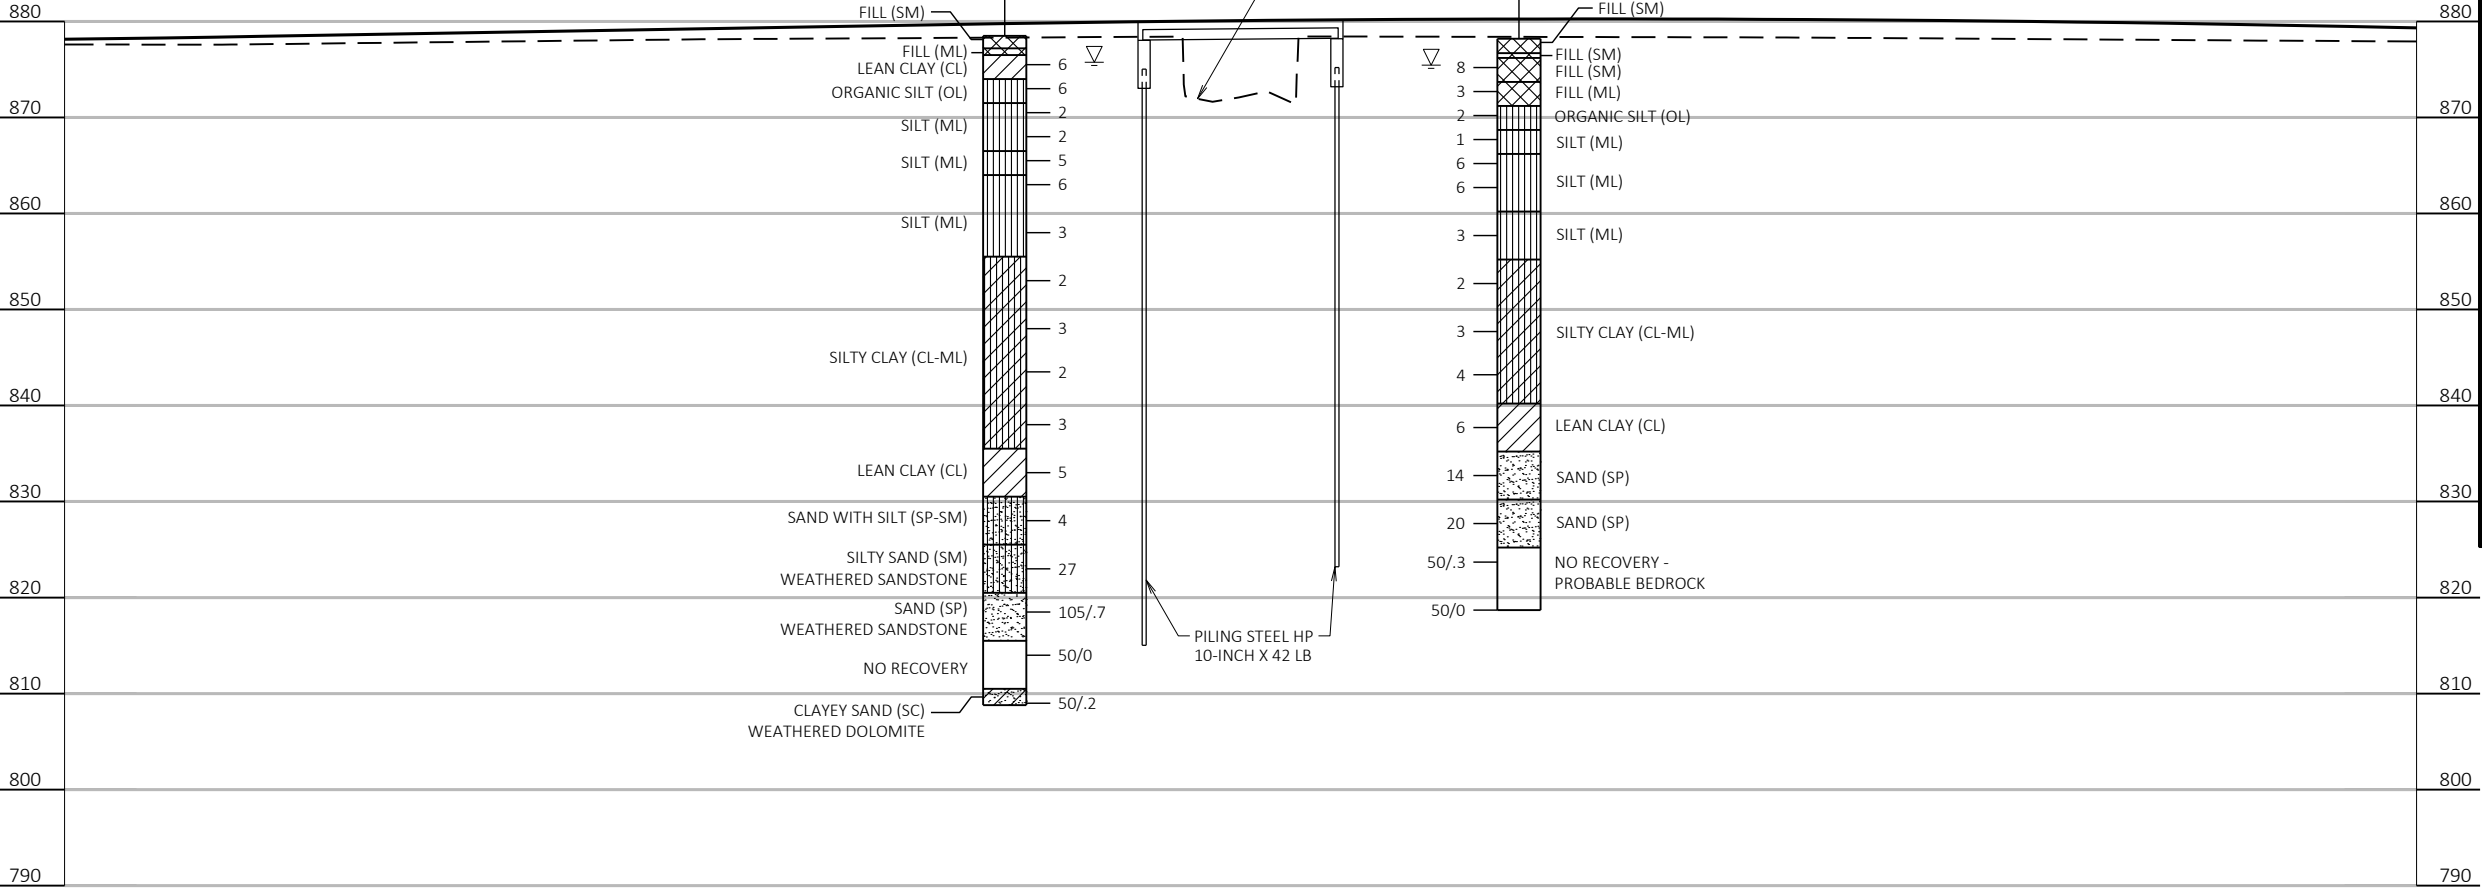 880
870
860
850
840
830
820
810
800
790
FILL (SM)
FILL (ML)
LEAN CLAY (CL)
ORGANIC SILT (OL)
SILT (ML)
SILT (ML)
SILT (ML)
SILTY CLAY (CL-ML)
LEAN CLAY (CL)
SAND WITH SILT (SP-SM)
SILTY SAND (SM)
WEATHERED SANDSTONE
SAND (SP)
WEATHERED SANDSTONE
NO RECOVERY
CLAYEY SAND (SC)
WEATHERED DOLOMITE
6
6
2
2
5
6
3
2
3
2
3
5
4
27
105/.7
50/0
50/.2
PILING STEEL HP
10-INCH X 42 LB
8
3
2
1
6
6
3
2
3
4
6
14
20
50/.3
50/0
FILL (SM)
FILL (SM)
FILL (SM)
FILL (ML)
ORGANIC SILT (OL)
SILT (ML)
SILT (ML)
SILT (ML)
SILTY CLAY (CL-ML)
LEAN CLAY (CL)
SAND (SP)
SAND (SP)
NO RECOVERY -
PROBABLE BEDROCK
880
870
860
850
840
830
820
810
800
790